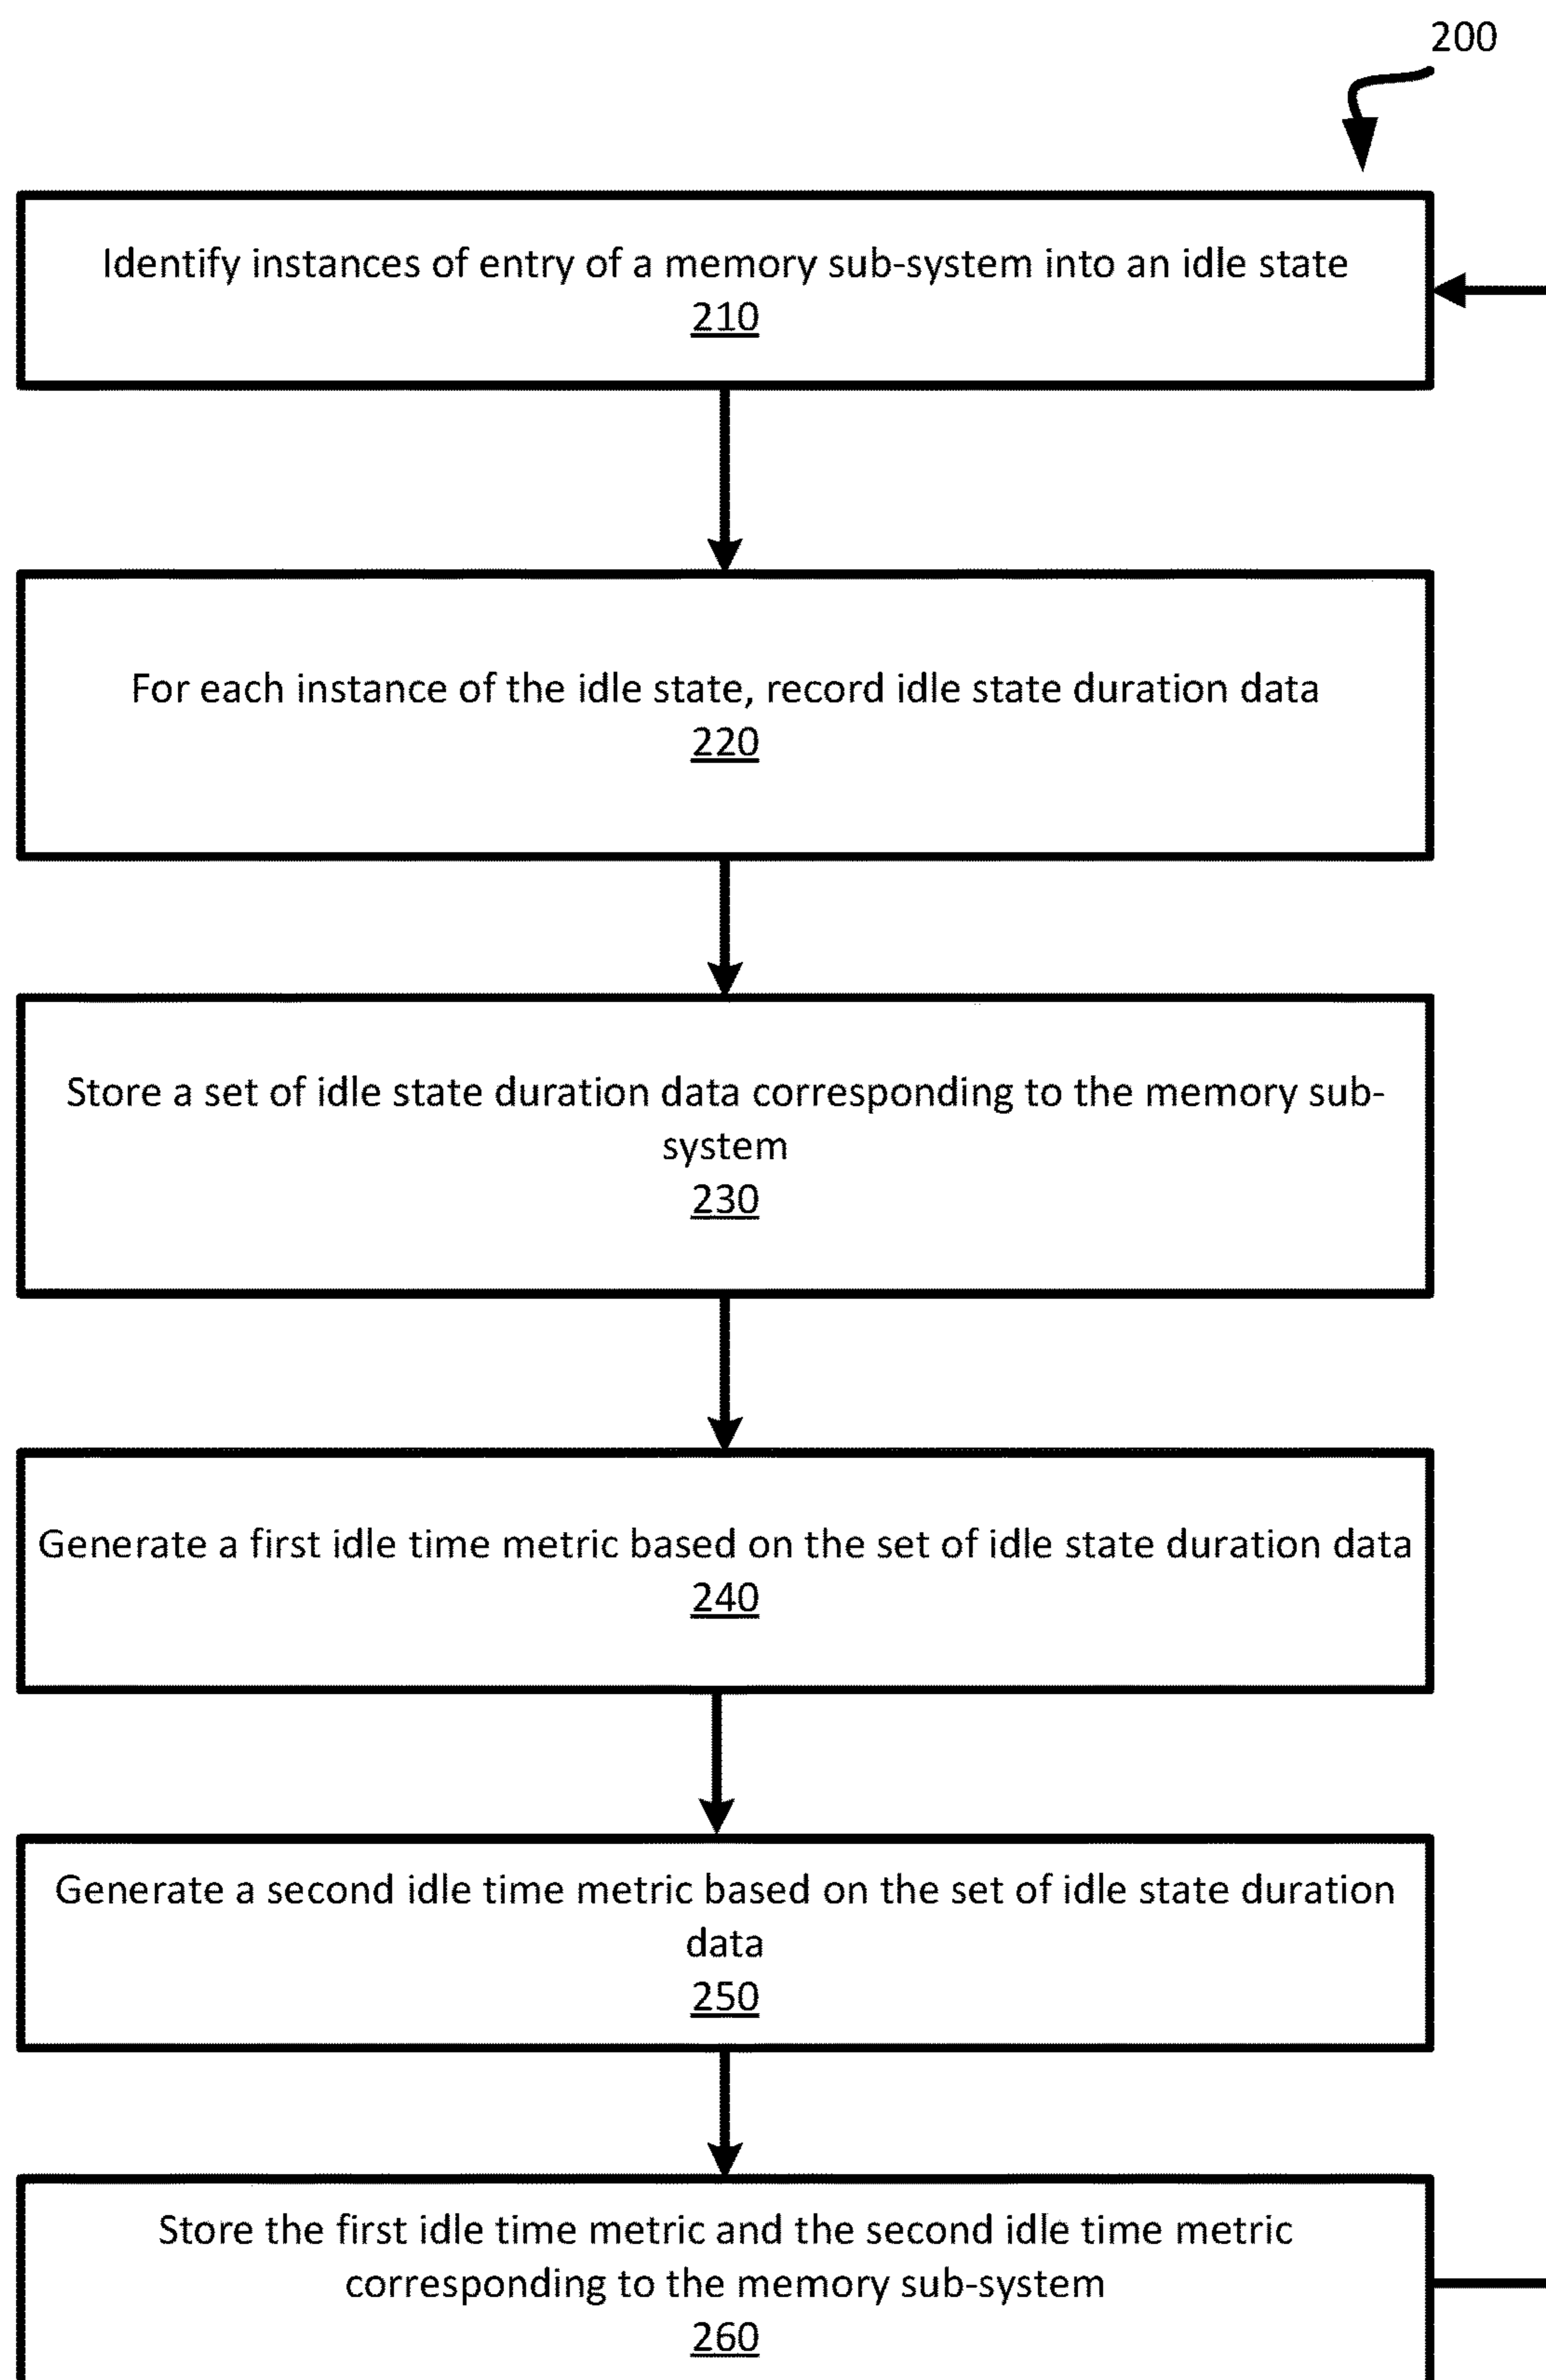 200
Identify instances of entry of a memory sub-system into an idle state
210
For each instance of the idle state, record idle state duration data
220
Store a set of idle state duration data corresponding to the memory sub-
system
230
Generate a first idle time metric based on the set of idle state duration data
240
Generate a second idle time metric based on the set of idle state duration
data
250
Store the first idle time metric and the second idle time metric
corresponding to the memory sub-system
260